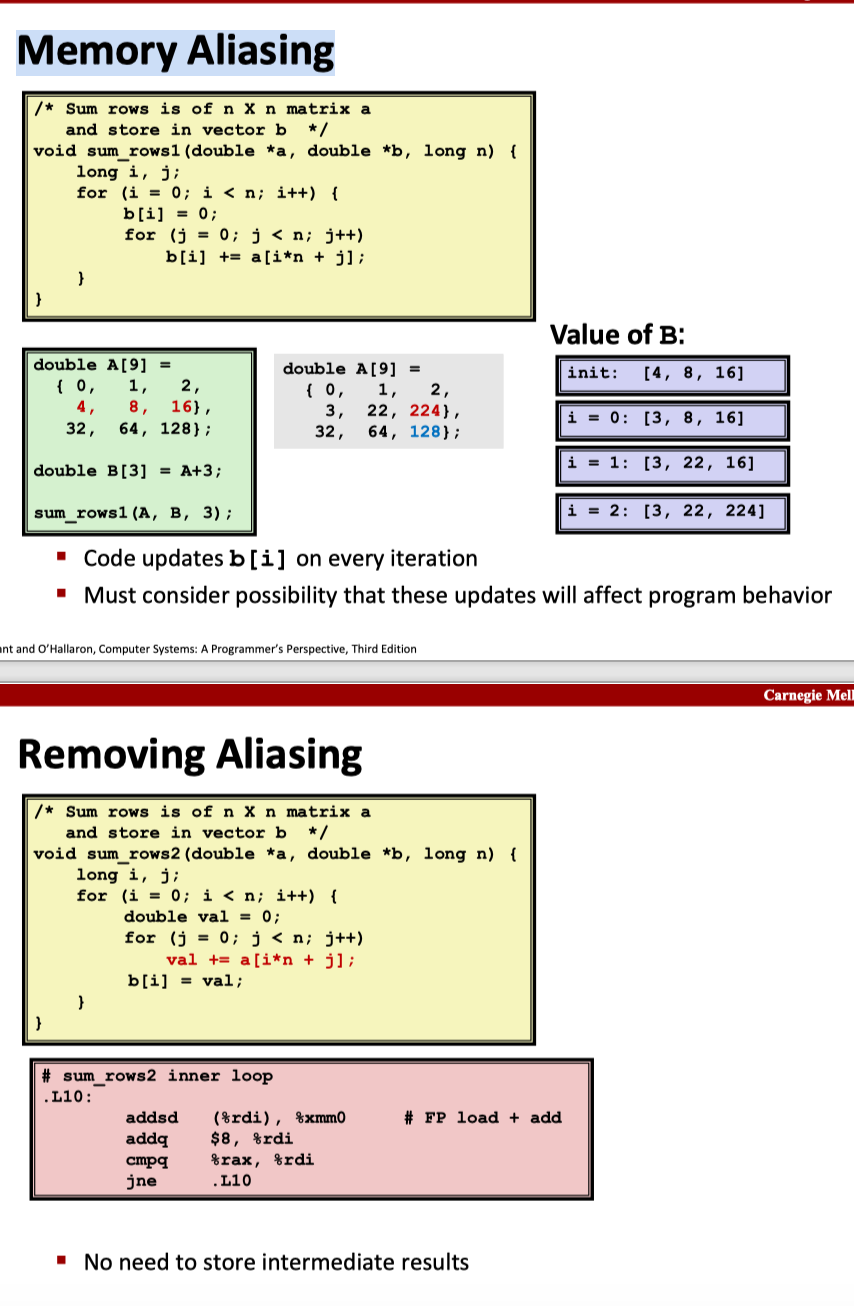 Memory Aliasing
/* Sum rows is of n X n matrix a
and store in vector b */
void sum_rows1(double *a, double *b, long n) {
long i, j;
for (i = 0; i < n; i++) {
b[i] = 0;
for (j = 0; j < n; j++)
b[i] += a[i*n + j];
}
}
double A[9] =
{ 0, 1, 2,
4, 8, 16},
32, 64, 128};
double B[3] = A+3;
sum_rows1(A, B, 3);
double A[9] =
{ 0, 1, 2,
3, 22, 224},
32, 64, 128};
Value of B:
init: [4, 8, 16]
i = 0: [3, 8, 16]
i = 1: [3, 22, 16]
i = 2: [3, 22, 224]
▪ Code updates b[i] on every iteration
▪ Must consider possibility that these updates will affect program behavior
ant and O'Hallaron, Computer Systems: A Programmer's Perspective, Third Edition
Carnegie Mell
Removing Aliasing
/* Sum rows is of n X n matrix a
and store in vector b */
void sum_rows2(double *a, double *b, long n) {
long i, j;
for (i = 0; i < n; i++) {
double val = 0;
for (j = 0; j < n; j++)
val += a[i*n + j];
b[i] = val;
}
}
# sum_rows2 inner loop
.L10:
addsd (%rdi), %xmm0 # FP load + add
addq $8, %rdi
cmpq %rax, %rdi
jne .L10
▪ No need to store intermediate results